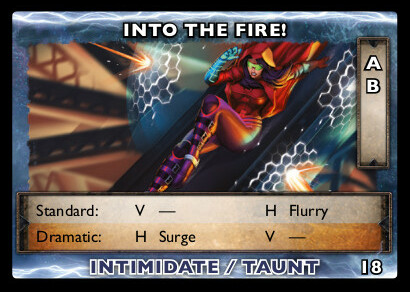 INTO THE FIRE!
A
B
Standard: V — H Flurry
Dramatic: H Surge V —
INTIMIDATE / TAUNT 18